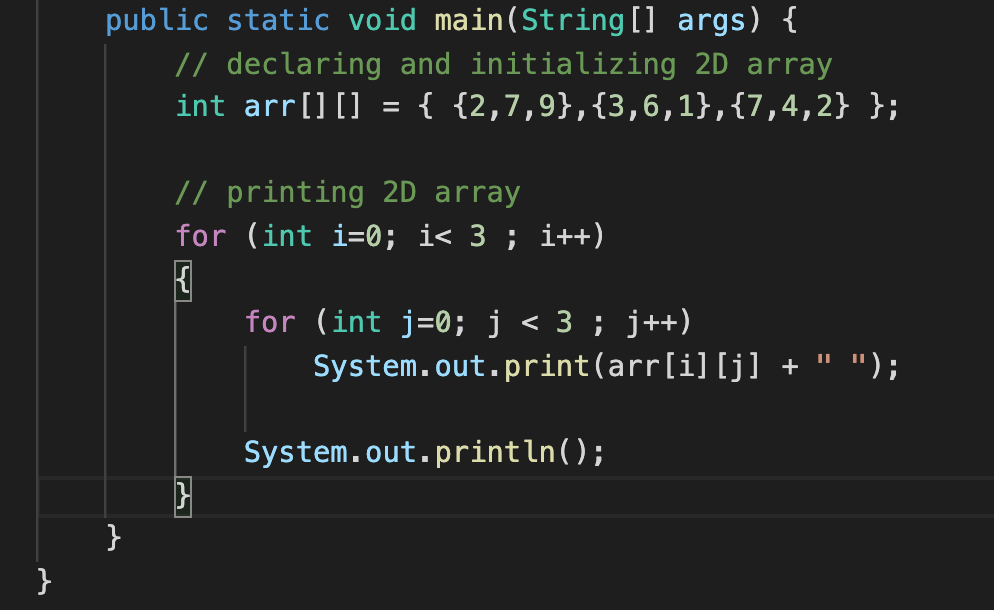 public static void main(String[] args) {
// declaring and initializing 2D array
int arr[][] = { {2,7,9},{3,6,1},{7,4,2} };
// printing 2D array
for (int i=0; i< 3 ; i++)
{
for (int j=0; j < 3 ; j++)
System.out.print(arr[i][j] + " ");
System.out.println();
}
}
}